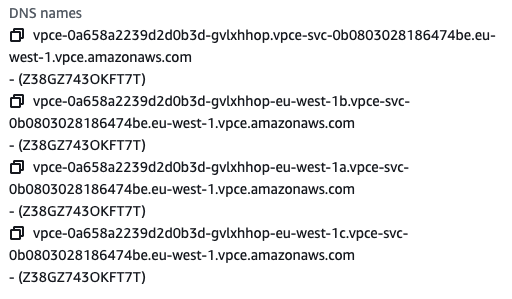 DNS names
vpce-0a658a2239d2d0b3d-gvlxhhop.vpce-svc-0b0803028186474be.eu-
west-1.vpce.amazonaws.com
- (Z38GZ743OKFT7T)
vpce-0a658a2239d2d0b3d-gvlxhhop-eu-west-1b.vpce-svc-
0b0803028186474be.eu-west-1.vpce.amazonaws.com
- (Z38GZ743OKFT7T)
vpce-0a658a2239d2d0b3d-gvlxhhop-eu-west-1a.vpce-svc-
0b0803028186474be.eu-west-1.vpce.amazonaws.com
- (Z38GZ743OKFT7T)
vpce-0a658a2239d2d0b3d-gvlxhhop-eu-west-1c.vpce-svc-
0b0803028186474be.eu-west-1.vpce.amazonaws.com
- (Z38GZ743OKFT7T)